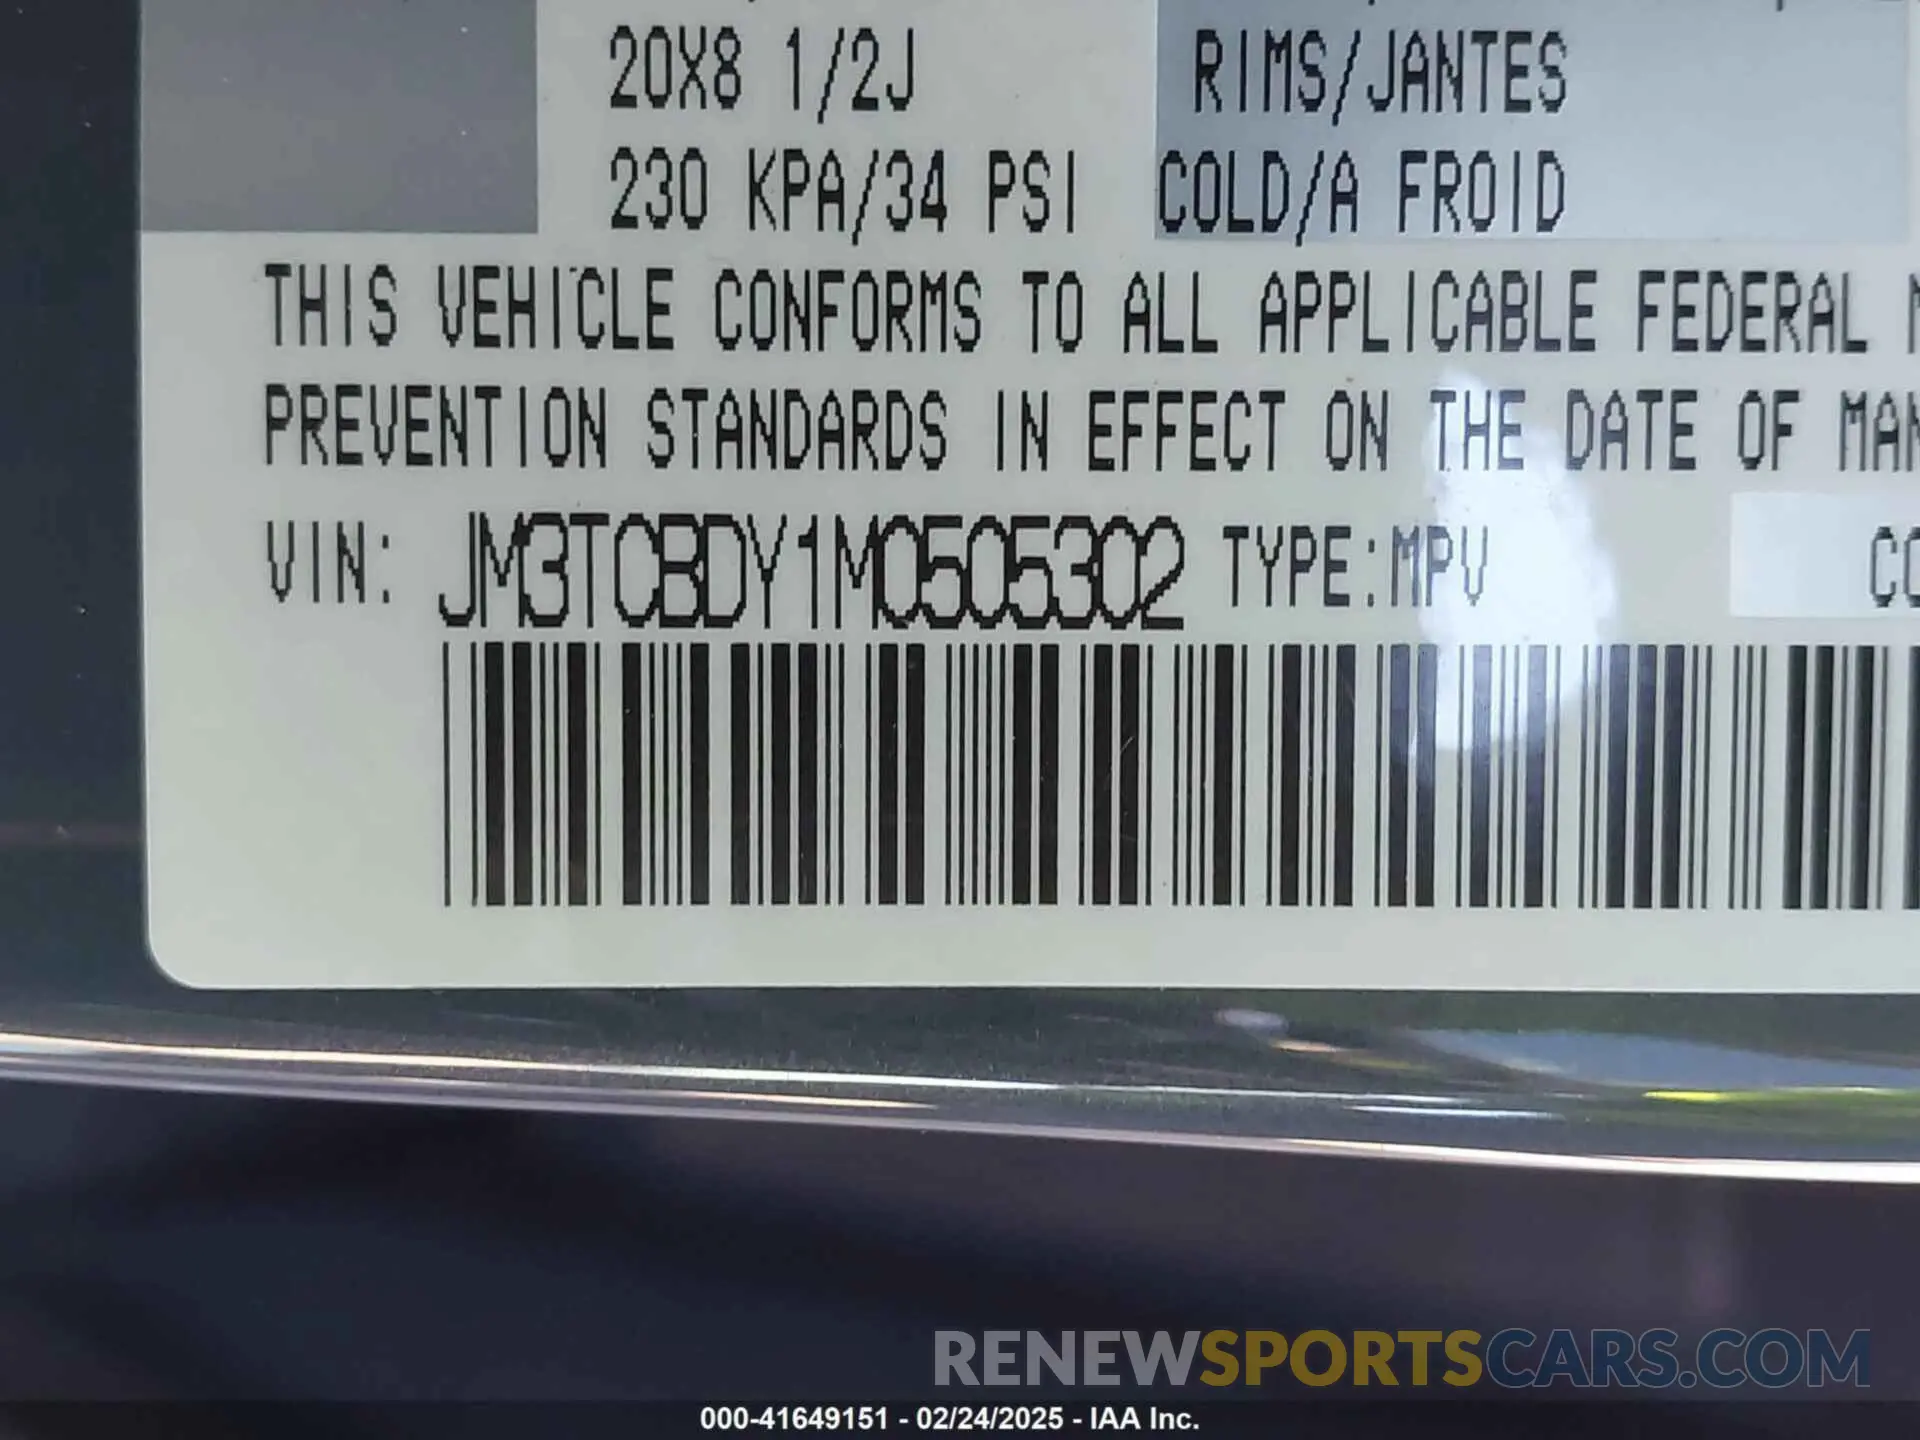 20X8 1/2J RIMS/JANTES
230 KPA/34 PSI COLD/A FROID
THIS VEHICLE CONFORMS TO ALL APPLICABLE FEDERAL
PREVENTION STANDARDS IN EFFECT ON THE DATE OF MAN
VIN: JM3TCBDY1M0505302 TYPE:MPV CO
RENEWSPORTSCARS.COM
000-41649151 - 02/24/2025 - IAA Inc.